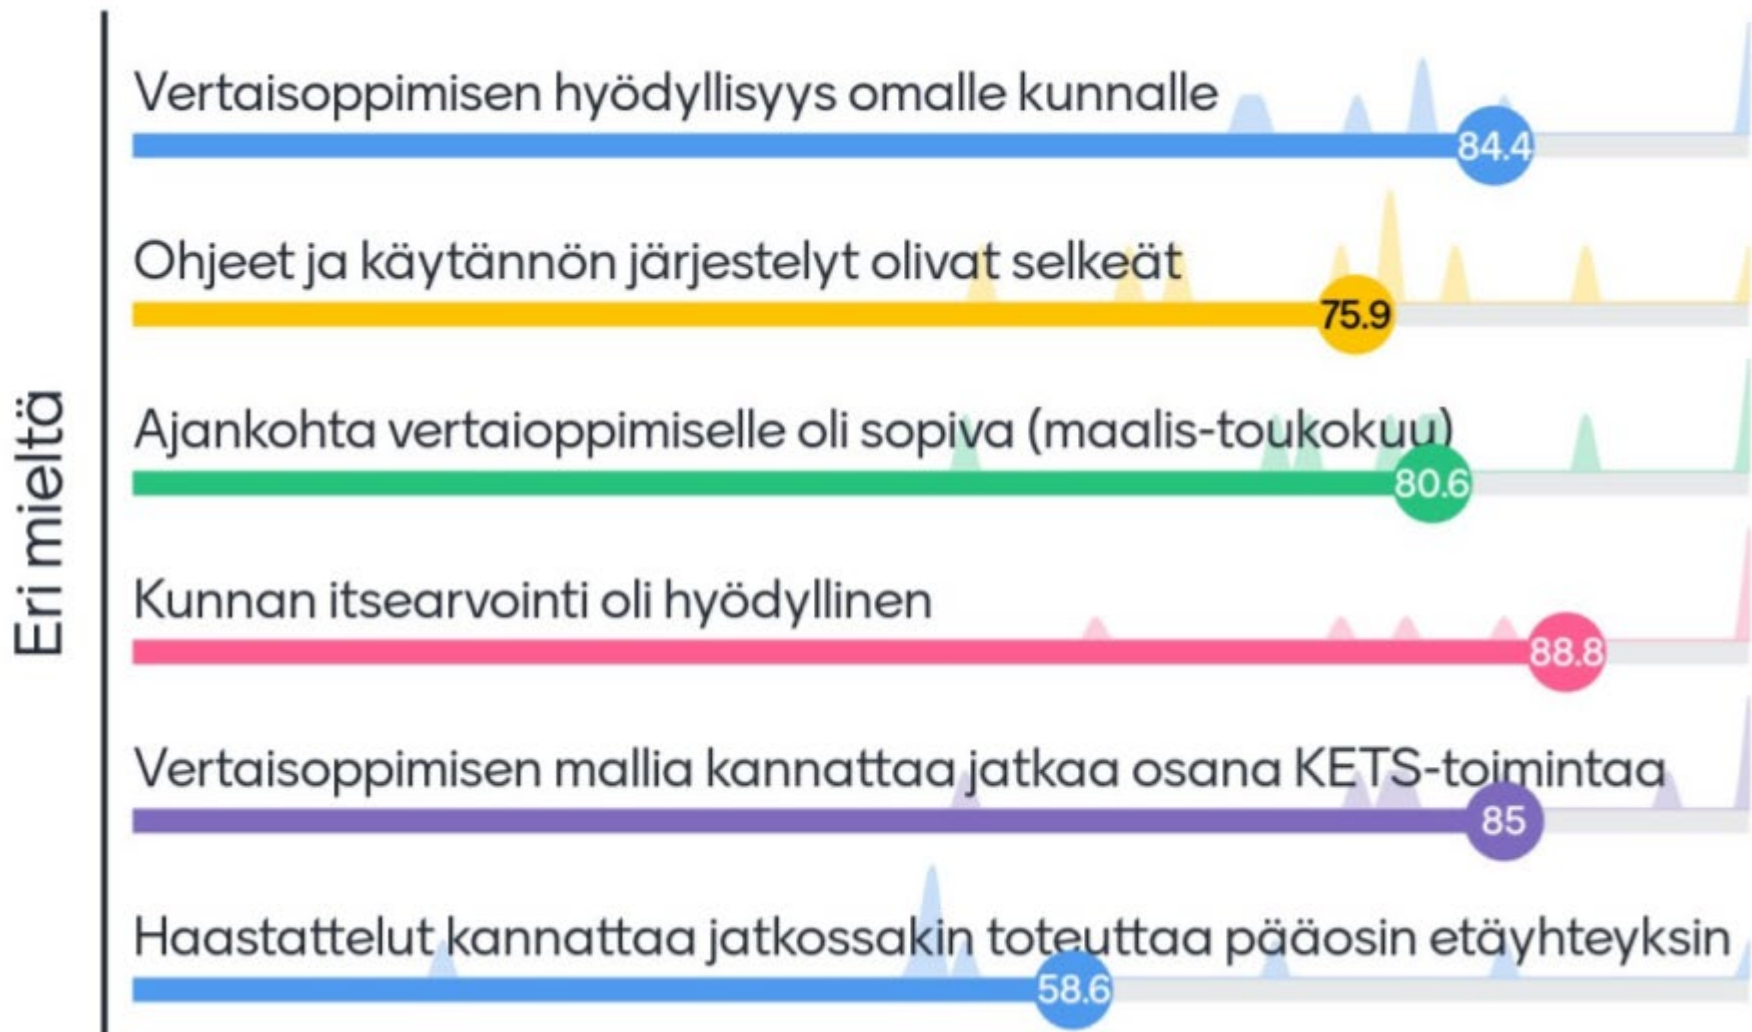 Eri mieltä
Vertaisoppimisen hyödyllisyys omalle kunnalle
84.4
Ohjeet ja käytännön järjestelyt olivat selkeät
75.9
Ajankohta vertaioppimiselle oli sopiva (maalis-toukokuu)
80.6
Kunnan itsearvointi oli hyödyllinen
88.8
Vertaisoppimisen mallia kannattaa jatkaa osana KETS-toimintaa
85
Haastattelut kannattaa jatkossakin toteuttaa pääosin etäyhteyksin
58.6